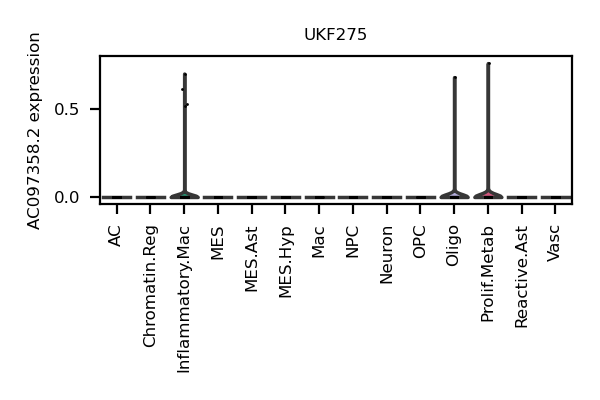 UKF275
AC097358.2 expression
0.5
0.0
AC
Chromatin.Reg
Inflammatory.Mac
MES
MES.Ast
MES.Hyp
Mac
NPC
Neuron
OPC
Oligo
Prolif.Metab
Reactive.Ast
Vasc